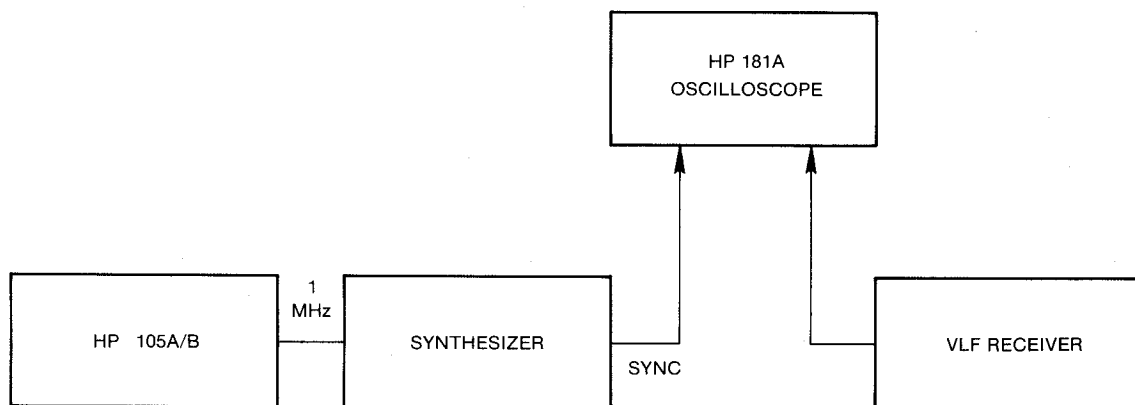 HP 181A
OSCILLOSCOPE
1
MHz
HP 105A/B
SYNTHESIZER
SYNC
VLF RECEIVER